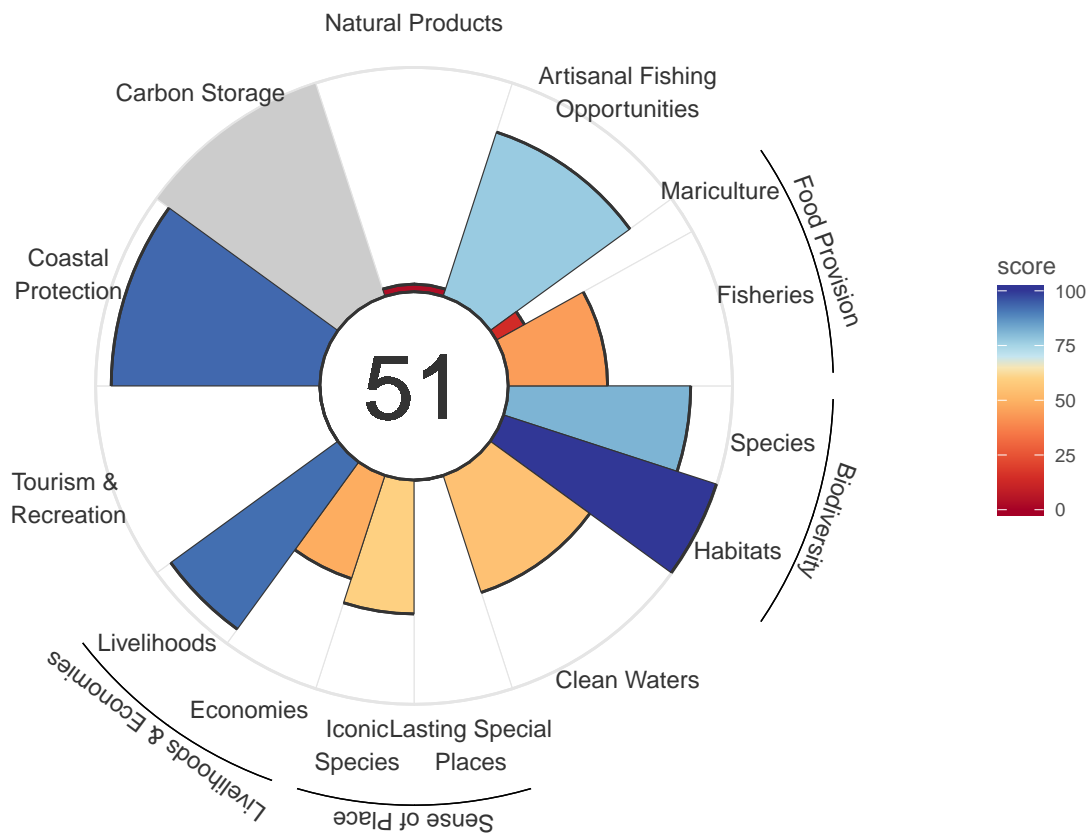 Natural Products
Carbon Storage
Artisanal Fishing
Opportunities
Mariculture
Food Provision
Coastal
Protection
Fisheries
score
100
75
50
25
0
51
Species
Biodiversity
Tourism &
Recreation
Habitats
Livelihoods
Livelihoods & Economies
Clean Waters
Economies
Iconic
Species
Lasting Special
Places
Sense of Place